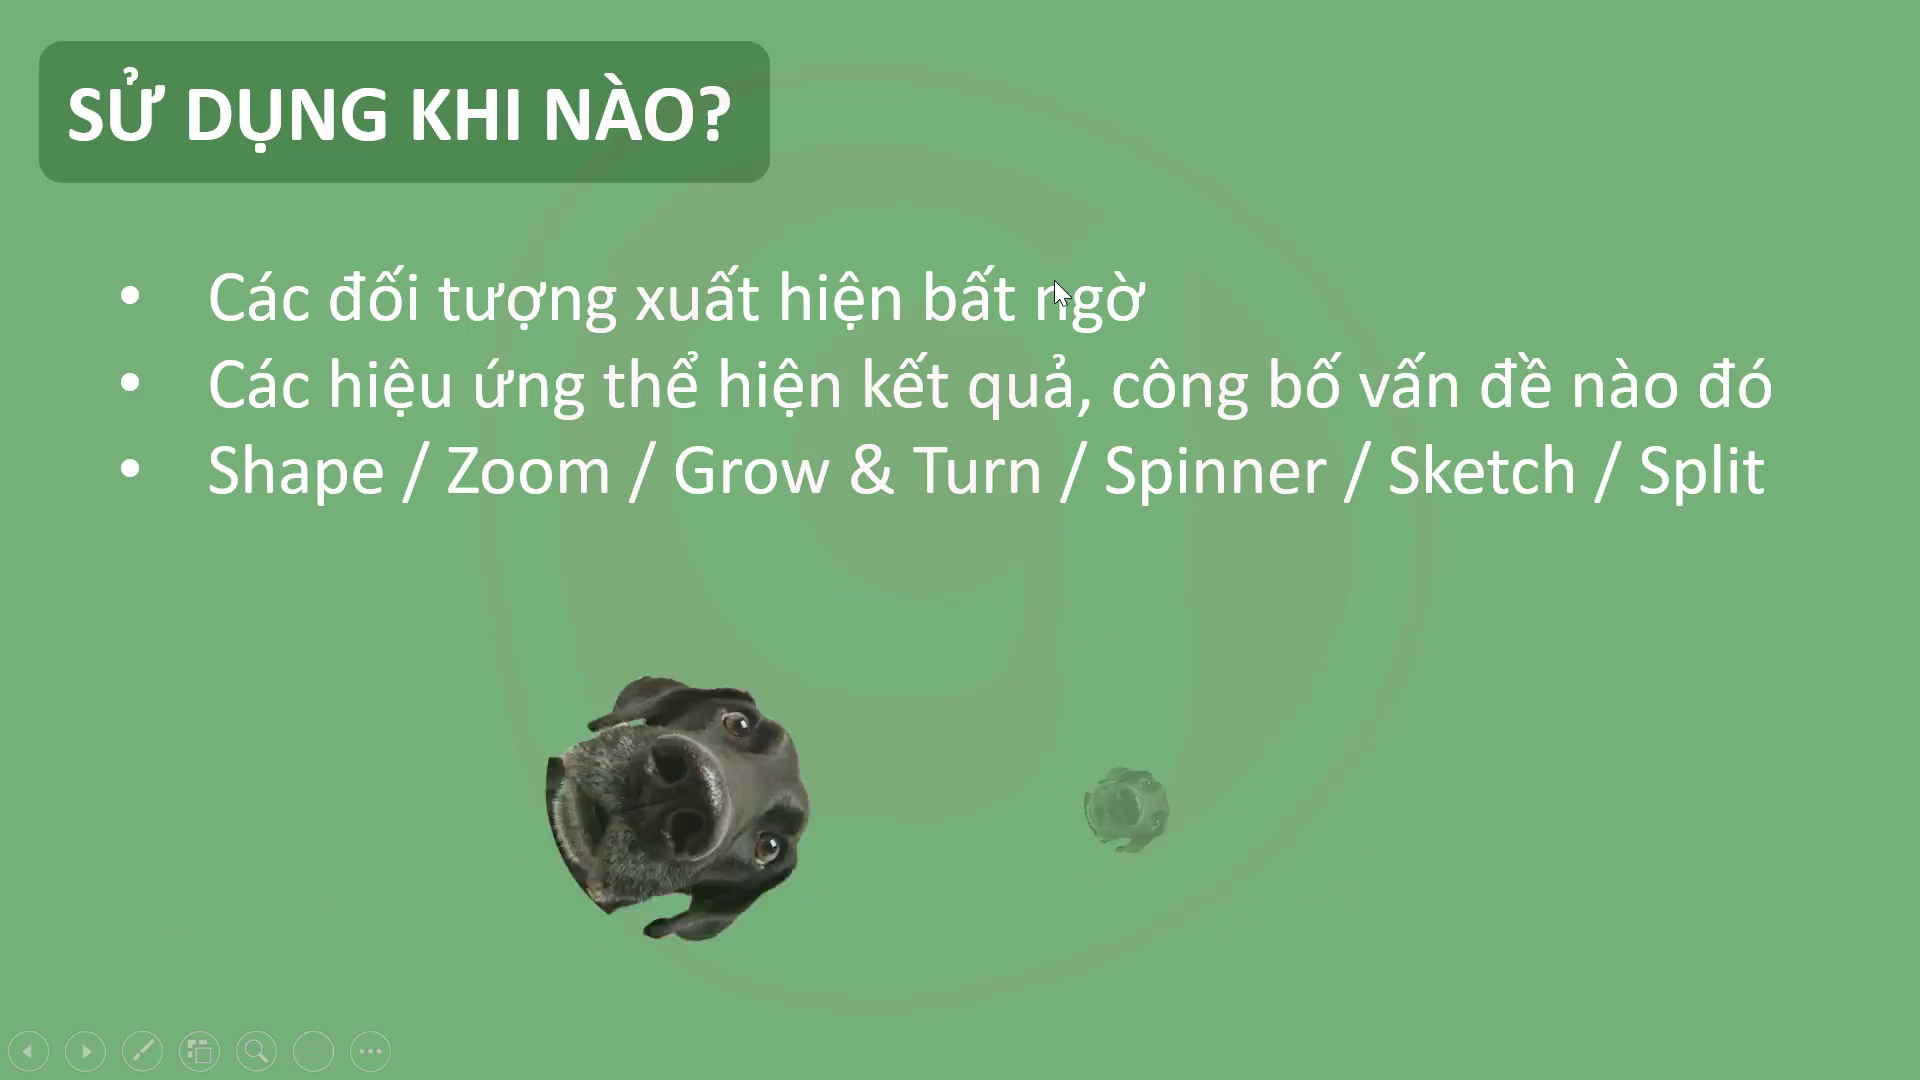 SỬ DỤNG KHI NÀO?
• Các đối tượng xuất hiện bất ngờ
• Các hiệu ứng thể hiện kết quả, công bố vấn đề nào đó
• Shape / Zoom / Grow & Turn / Spinner / Sketch / Split